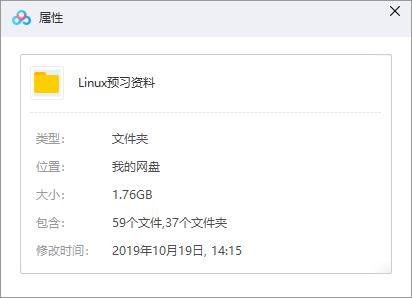 属性
Linux预习资料
类型： 文件夹
位置： 我的网盘
大小： 1.76GB
包含： 59个文件,37个文件夹
修改时间： 2019年10月19日, 14:15